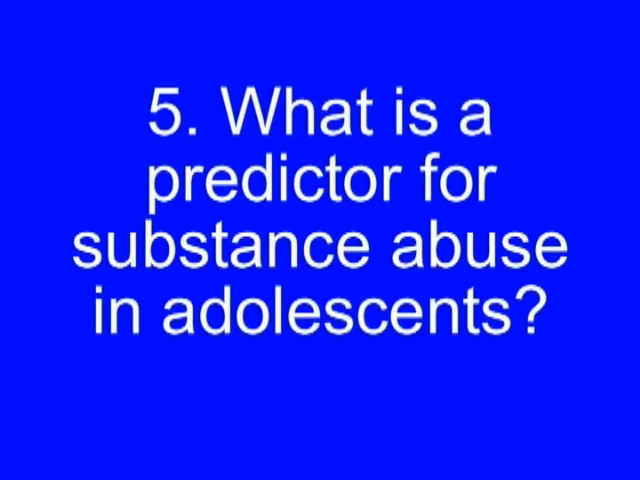 5. What is a
predictor for
substance abuse
in adolescents?